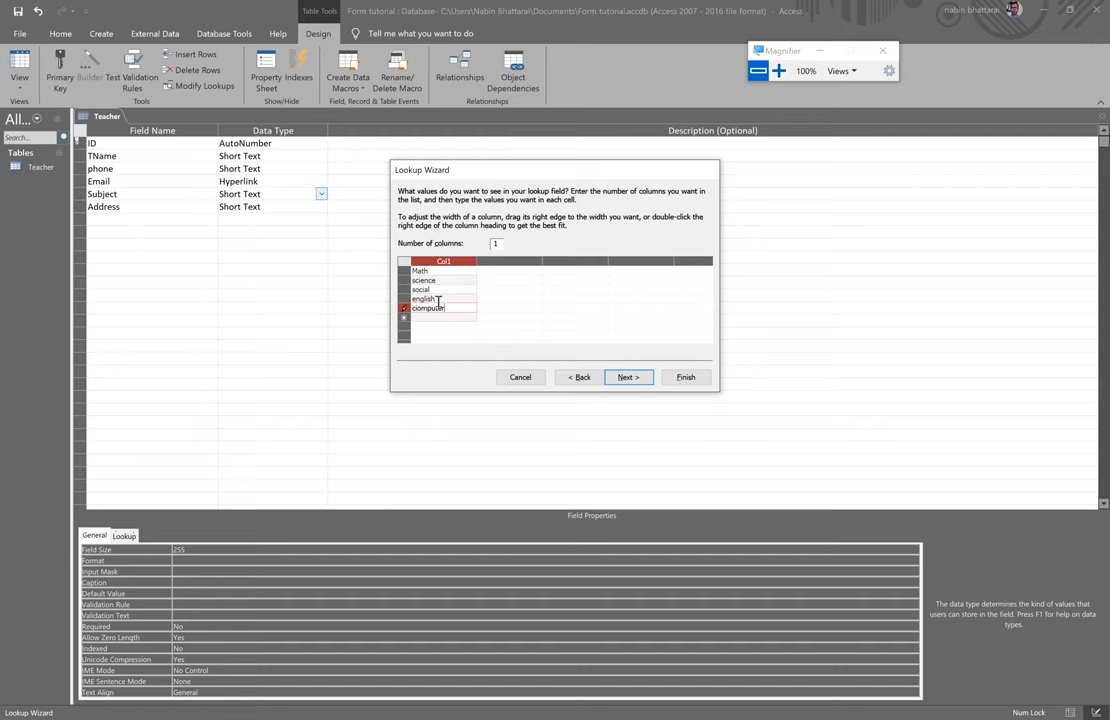 Table Tools
Form tutorial : Database- C:\Users\Nabin Bhattarai\Documents\Form tutorial.accdb (Access 2007 - 2016 file format) - Access
nabin bhattarai
File Home Create External Data Database Tools Help Design Tell me what you want to do
View
Primary Key
Builder
Test Validation Rules
Insert Rows
Delete Rows
Modify Lookups
Property Sheet
Indexes
Create Data Macros
Rename/ Delete Macro
Relationships
Object Dependencies
Views
Tools
Show/Hide
Field, Record & Table Events
Relationships
Magnifier
100% Views
All...
Search...
Tables
Teacher
Teacher
Field Name Data Type Description (Optional)
ID AutoNumber
TName Short Text
phone Short Text
Email Hyperlink
Subject Short Text
Address Short Text
Lookup Wizard
What values do you want to see in your lookup field? Enter the number of columns you want in
the list, and then type the values you want in each cell.
To adjust the width of a column, drag its right edge to the width you want, or double-click the
right edge of the column heading to get the best fit.
Number of columns: 1
Col1
Math
science
social
english
ciomputer
Cancel < Back Next > Finish
Field Properties
General Lookup
Field Size 255
Format
Input Mask
Caption
Default Value
Validation Rule
Validation Text
Required No
Allow Zero Length Yes
Indexed No
Unicode Compression Yes
IME Mode No Control
IME Sentence Mode None
Text Align General
The data type determines the kind of values that
users can store in the field. Press F1 for help on data
types.
Lookup Wizard
Num Lock